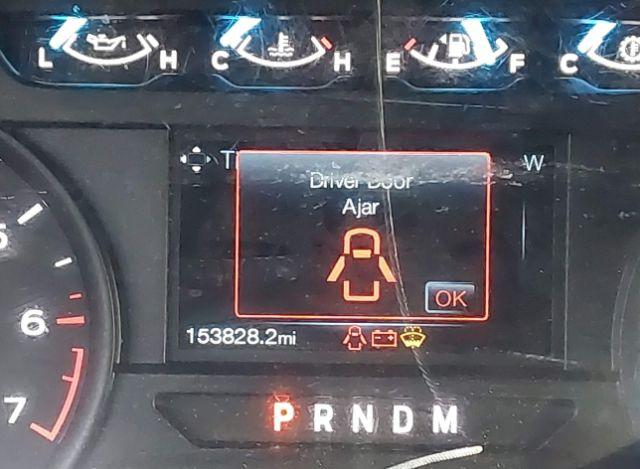 L H C H E F C
T W
Driver Door
Ajar
OK
153828.2mi
5
6
7
P R N D M